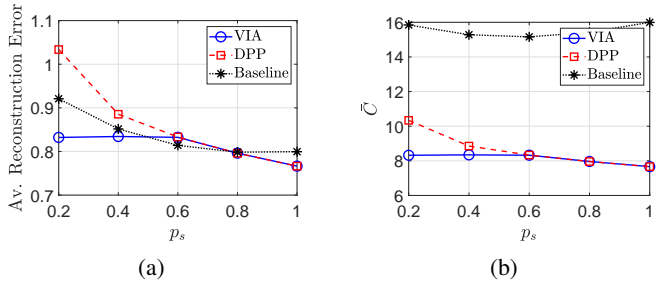 Av. Reconstruction Error
1.1
1
0.9
0.8
0.7
0.2
0.4
0.6
0.8
1
p_s
VIA
DPP
Baseline
(a)
C̄
16
14
12
10
8
6
0.2
0.4
0.6
0.8
1
p_s
VIA
DPP
Baseline
(b)